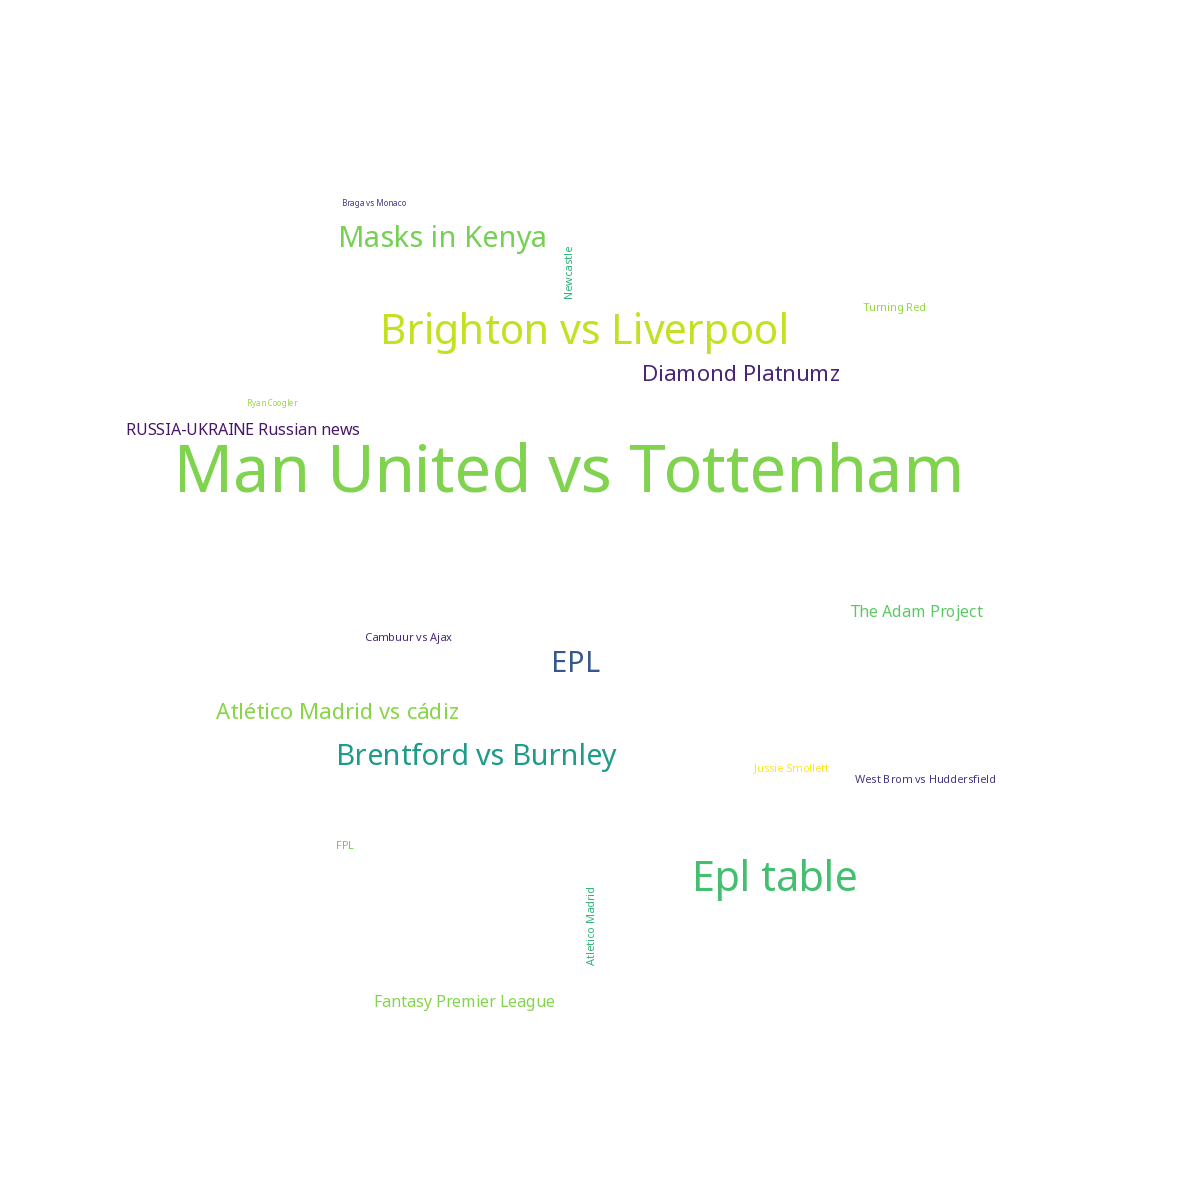 Braga vs Monaco
Masks in Kenya
Newcastle
Turning Red
Brighton vs Liverpool
Diamond Platnumz
Ryan Coogler
RUSSIA-UKRAINE Russian news
Man United vs Tottenham
The Adam Project
Cambuur vs Ajax
EPL
Atlético Madrid vs cádiz
Brentford vs Burnley
Jussie Smollett
West Brom vs Huddersfield
FPL
Epl table
Atletico Madrid
Fantasy Premier League